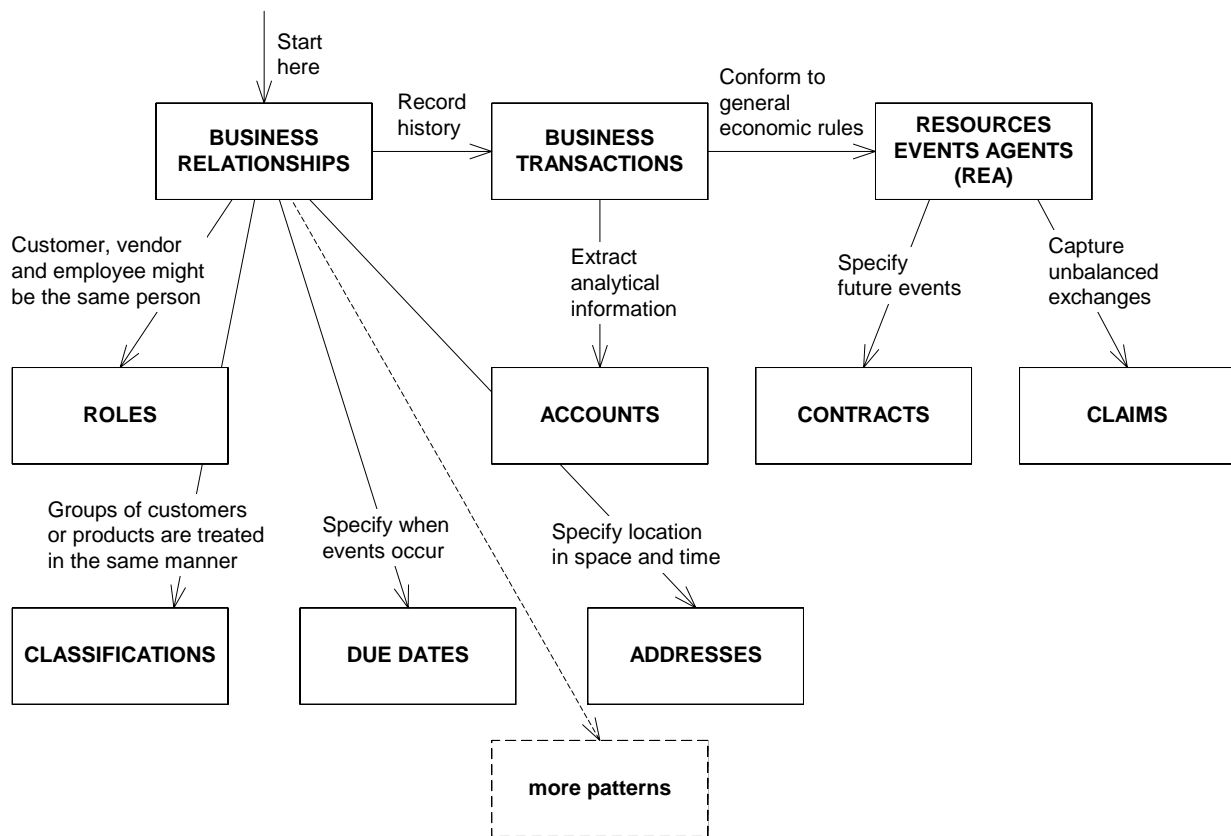 Start
here
Record
history
Conform to
general
economic rules
BUSINESS
RELATIONSHIPS
BUSINESS
TRANSACTIONS
RESOURCES
EVENTS AGENTS
(REA)
Customer, vendor
and employee might
be the same person
Extract
analytical
information
Specify
future events
Capture
unbalanced
exchanges
ROLES
ACCOUNTS
CONTRACTS
CLAIMS
Groups of customers
or products are treated
in the same manner
Specify when
events occur
Specify location
in space and time
CLASSIFICATIONS
DUE DATES
ADDRESSES
more patterns